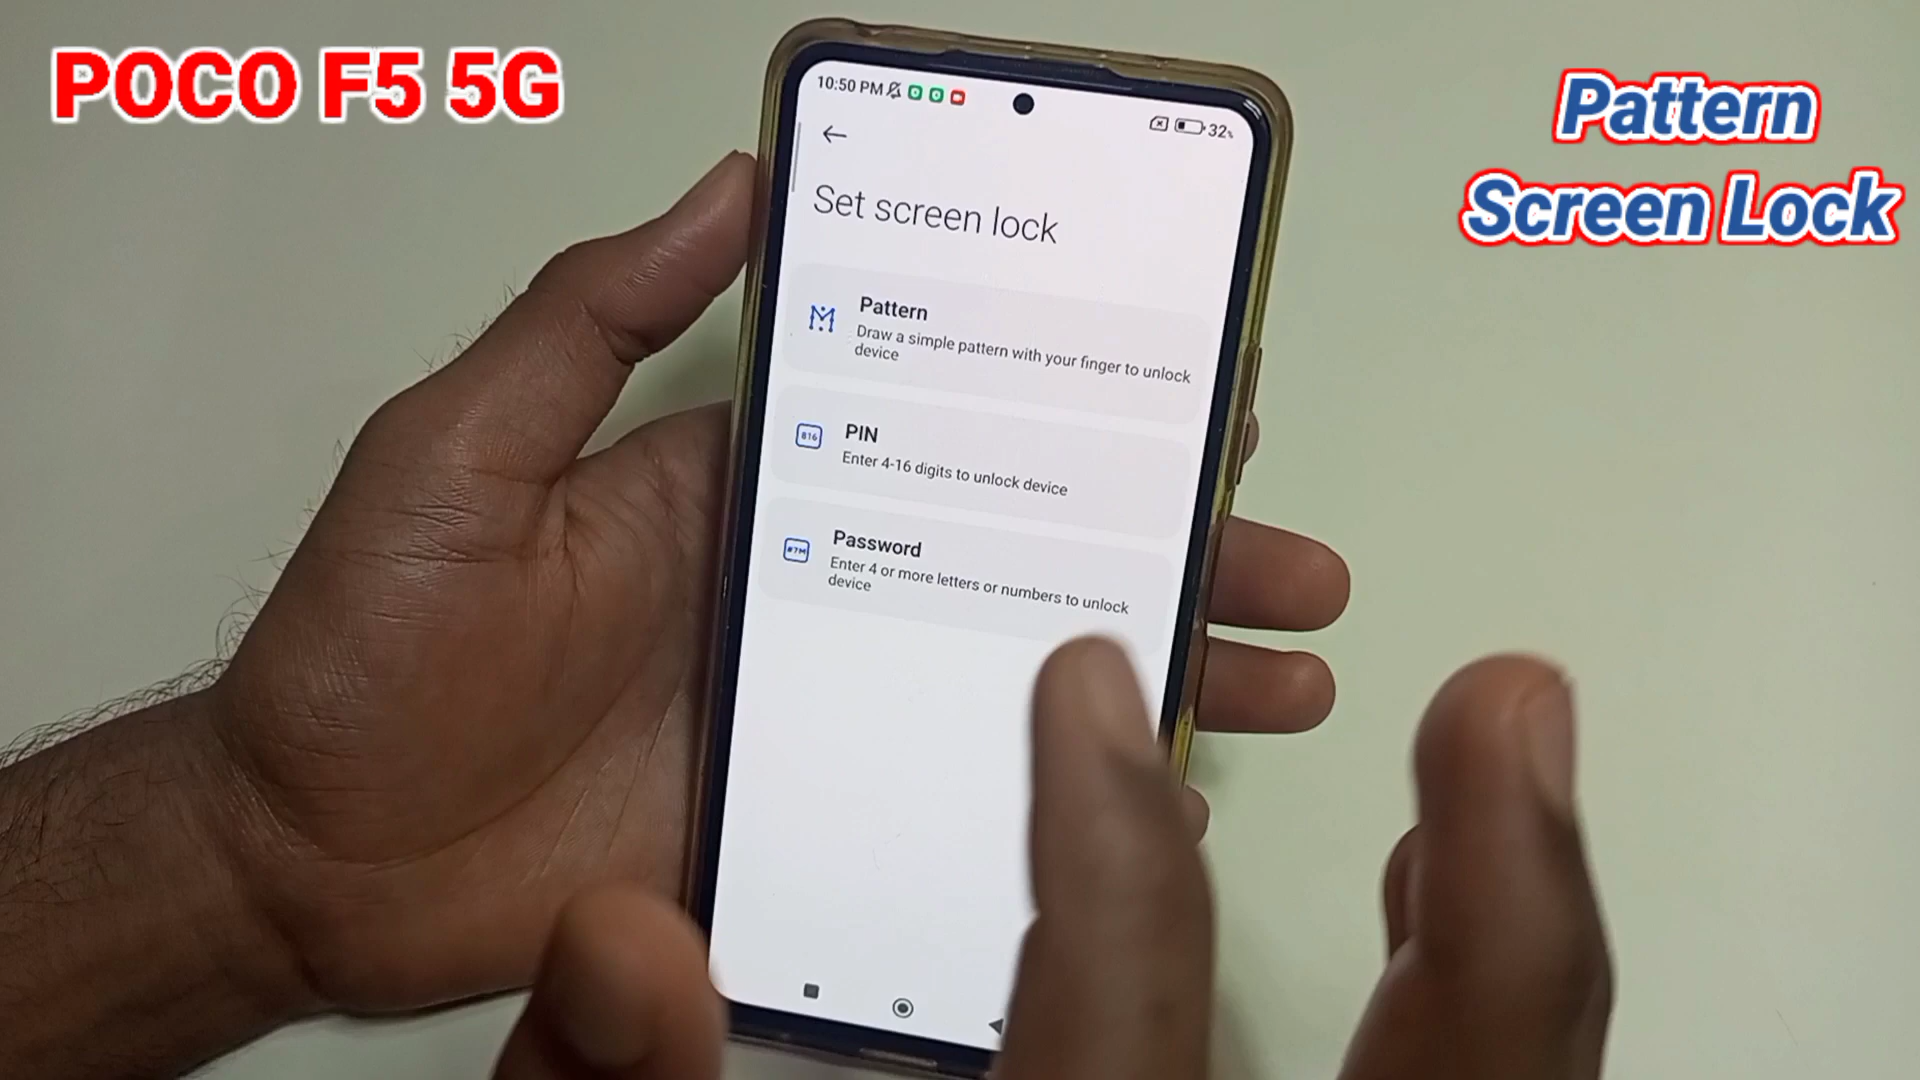 POCO F5 5G
Pattern
Screen Lock
10:50 PM
32%
Set screen lock
Pattern
Draw a simple pattern with your finger to unlock
device
816
PIN
Enter 4-16 digits to unlock device
Password
Enter 4 or more letters or numbers to unlock
device